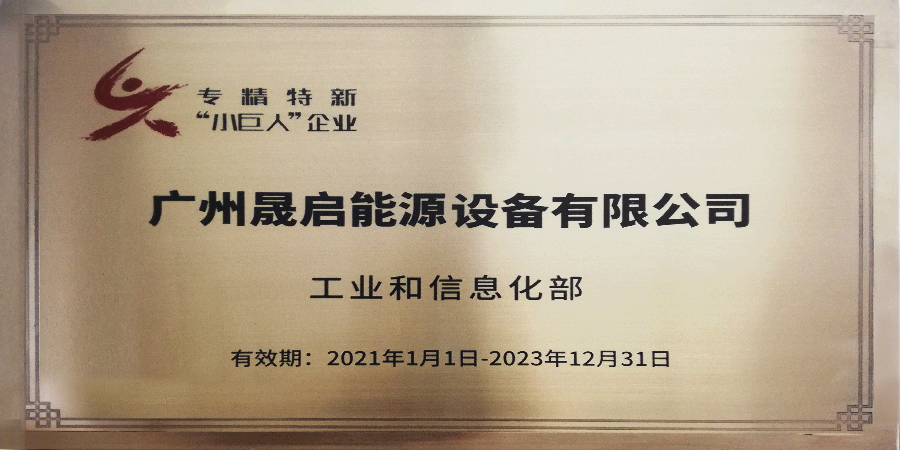 专精特新
“小巨人”企业
广州晟启能源设备有限公司
工业和信息化部
有效期：2021年1月1日-2023年12月31日